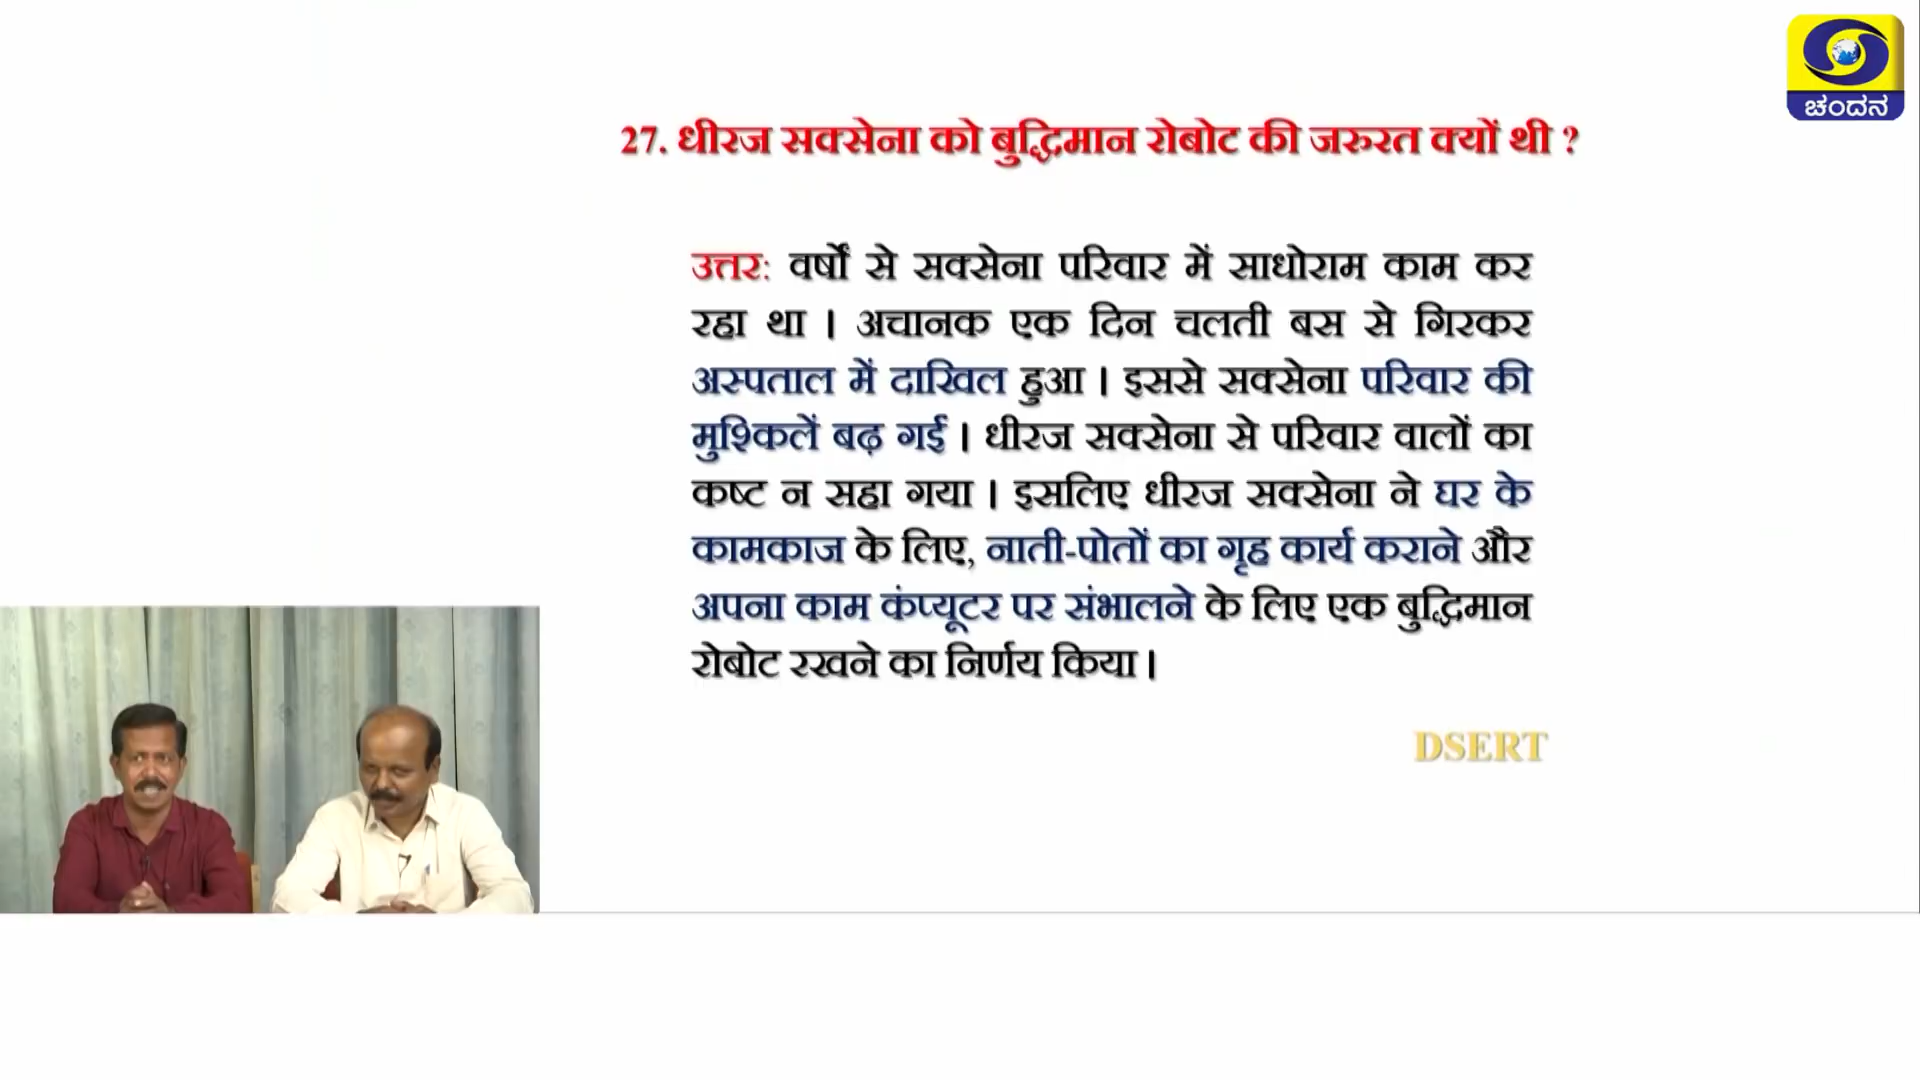 ಚಂದನ
27. धीरज सक्सेना को बुद्धिमान रोबोट की जरुरत क्यों थी ?
उत्तर: वर्षों से सक्सेना परिवार में साधोराम काम कर
रहा था । अचानक एक दिन चलती बस से गिरकर
अस्पताल में दाखिल हुआ । इससे सक्सेना परिवार की
मुश्किलें बढ़ गई । धीरज सक्सेना से परिवार वालों का
कष्ट न सहा गया । इसलिए धीरज सक्सेना ने घर के
कामकाज के लिए, नाती-पोतों का गृह कार्य कराने और
अपना काम कंप्यूटर पर संभालने के लिए एक बुद्धिमान
रोबोट रखने का निर्णय किया ।
DSERT